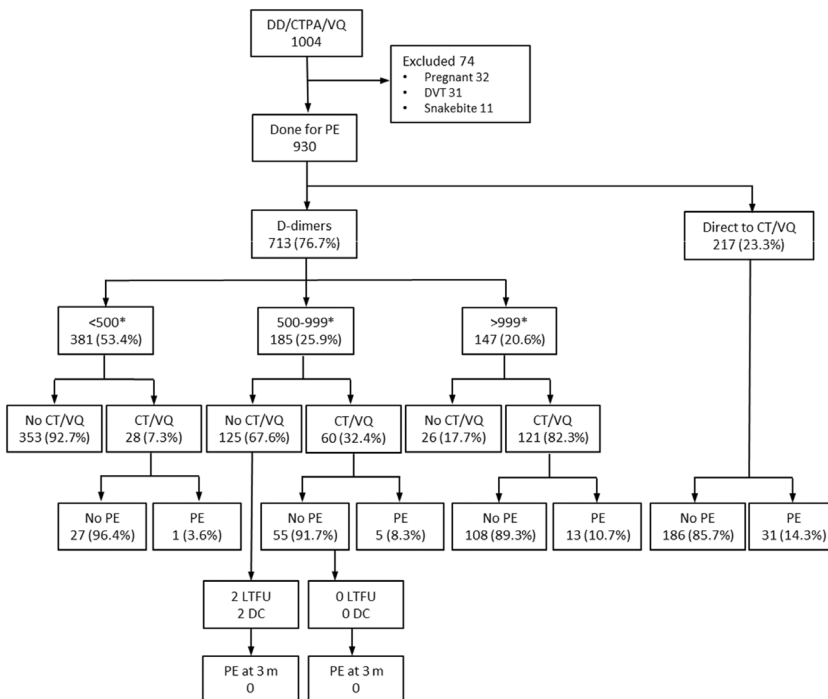 DD/CTPA/VQ
1004
Excluded 74
• Pregnant 32
• DVT 31
• Snakebite 11
Done for PE
930
D-dimers
713 (76.7%)
Direct to CT/VQ
217 (23.3%)
<500*
381 (53.4%)
500-999*
185 (25.9%)
>999*
147 (20.6%)
No CT/VQ
353 (92.7%)
CT/VQ
28 (7.3%)
No CT/VQ
125 (67.6%)
CT/VQ
60 (32.4%)
No CT/VQ
26 (17.7%)
CT/VQ
121 (82.3%)
No PE
27 (96.4%)
PE
1 (3.6%)
No PE
55 (91.7%)
PE
5 (8.3%)
No PE
108 (89.3%)
PE
13 (10.7%)
No PE
186 (85.7%)
PE
31 (14.3%)
2 LTFU
2 DC
0 LTFU
0 DC
PE at 3 m
0
PE at 3 m
0